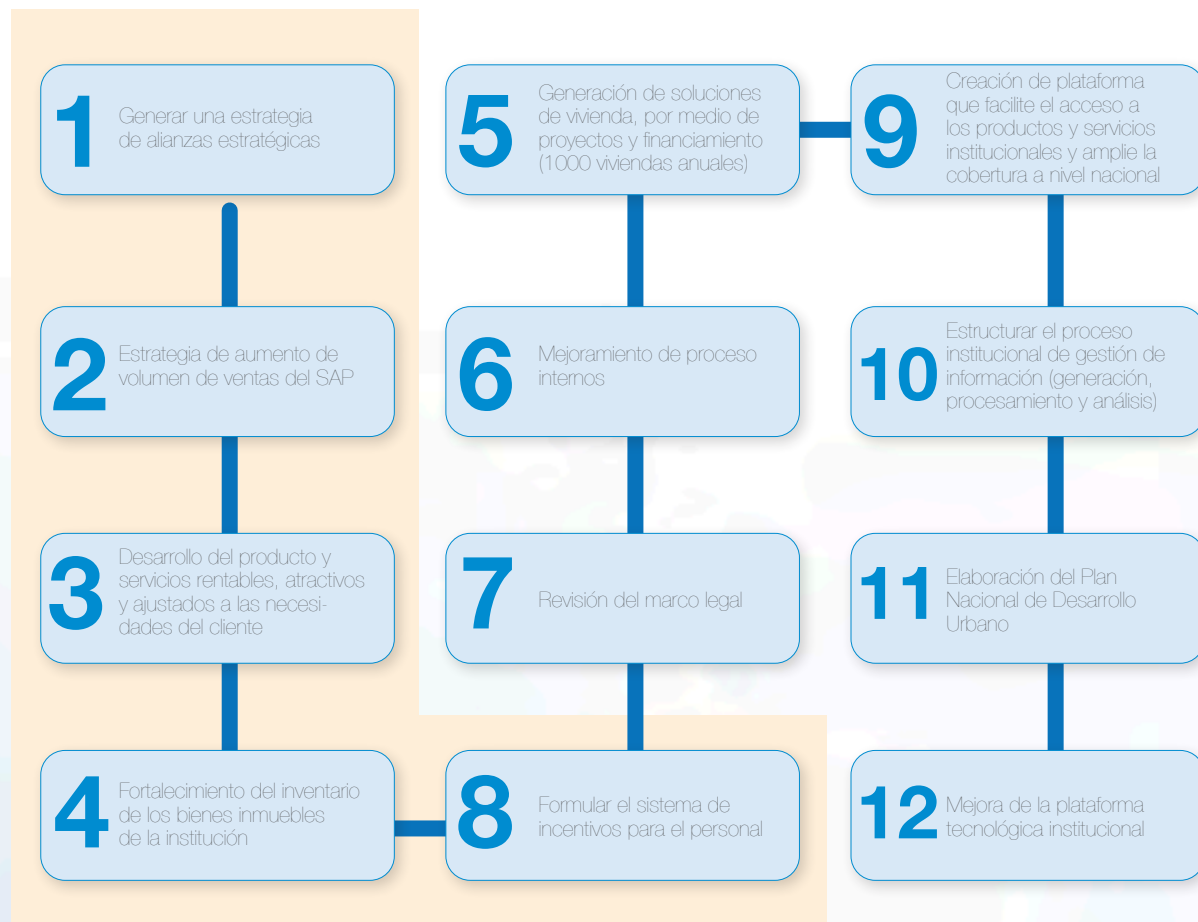 1
Generar una estrategia
de alianzas estratégicas
2
Estrategia de aumento de
volumen de ventas del SAP
3
Desarrollo del producto y
servicios rentables, atractivos
y ajustados a las necesi-
dades del cliente
4
Fortalecimiento del inventario
de los bienes inmuebles
de la institución
5
Generación de soluciones
de vivienda, por medio de
proyectos y financiamiento
(1000 viviendas anuales)
6
Mejoramiento de proceso
internos
7
Revisión del marco legal
8
Formular el sistema de
incentivos para el personal
9
Creación de plataforma
que facilite el acceso a
los productos y servicios
institucionales y amplie la
cobertura a nivel nacional
10
Estructurar el proceso
institucional de gestión de
información (generación,
procesamiento y análisis)
11
Elaboración del Plan
Nacional de Desarrollo
Urbano
12
Mejora de la plataforma
tecnológica institucional